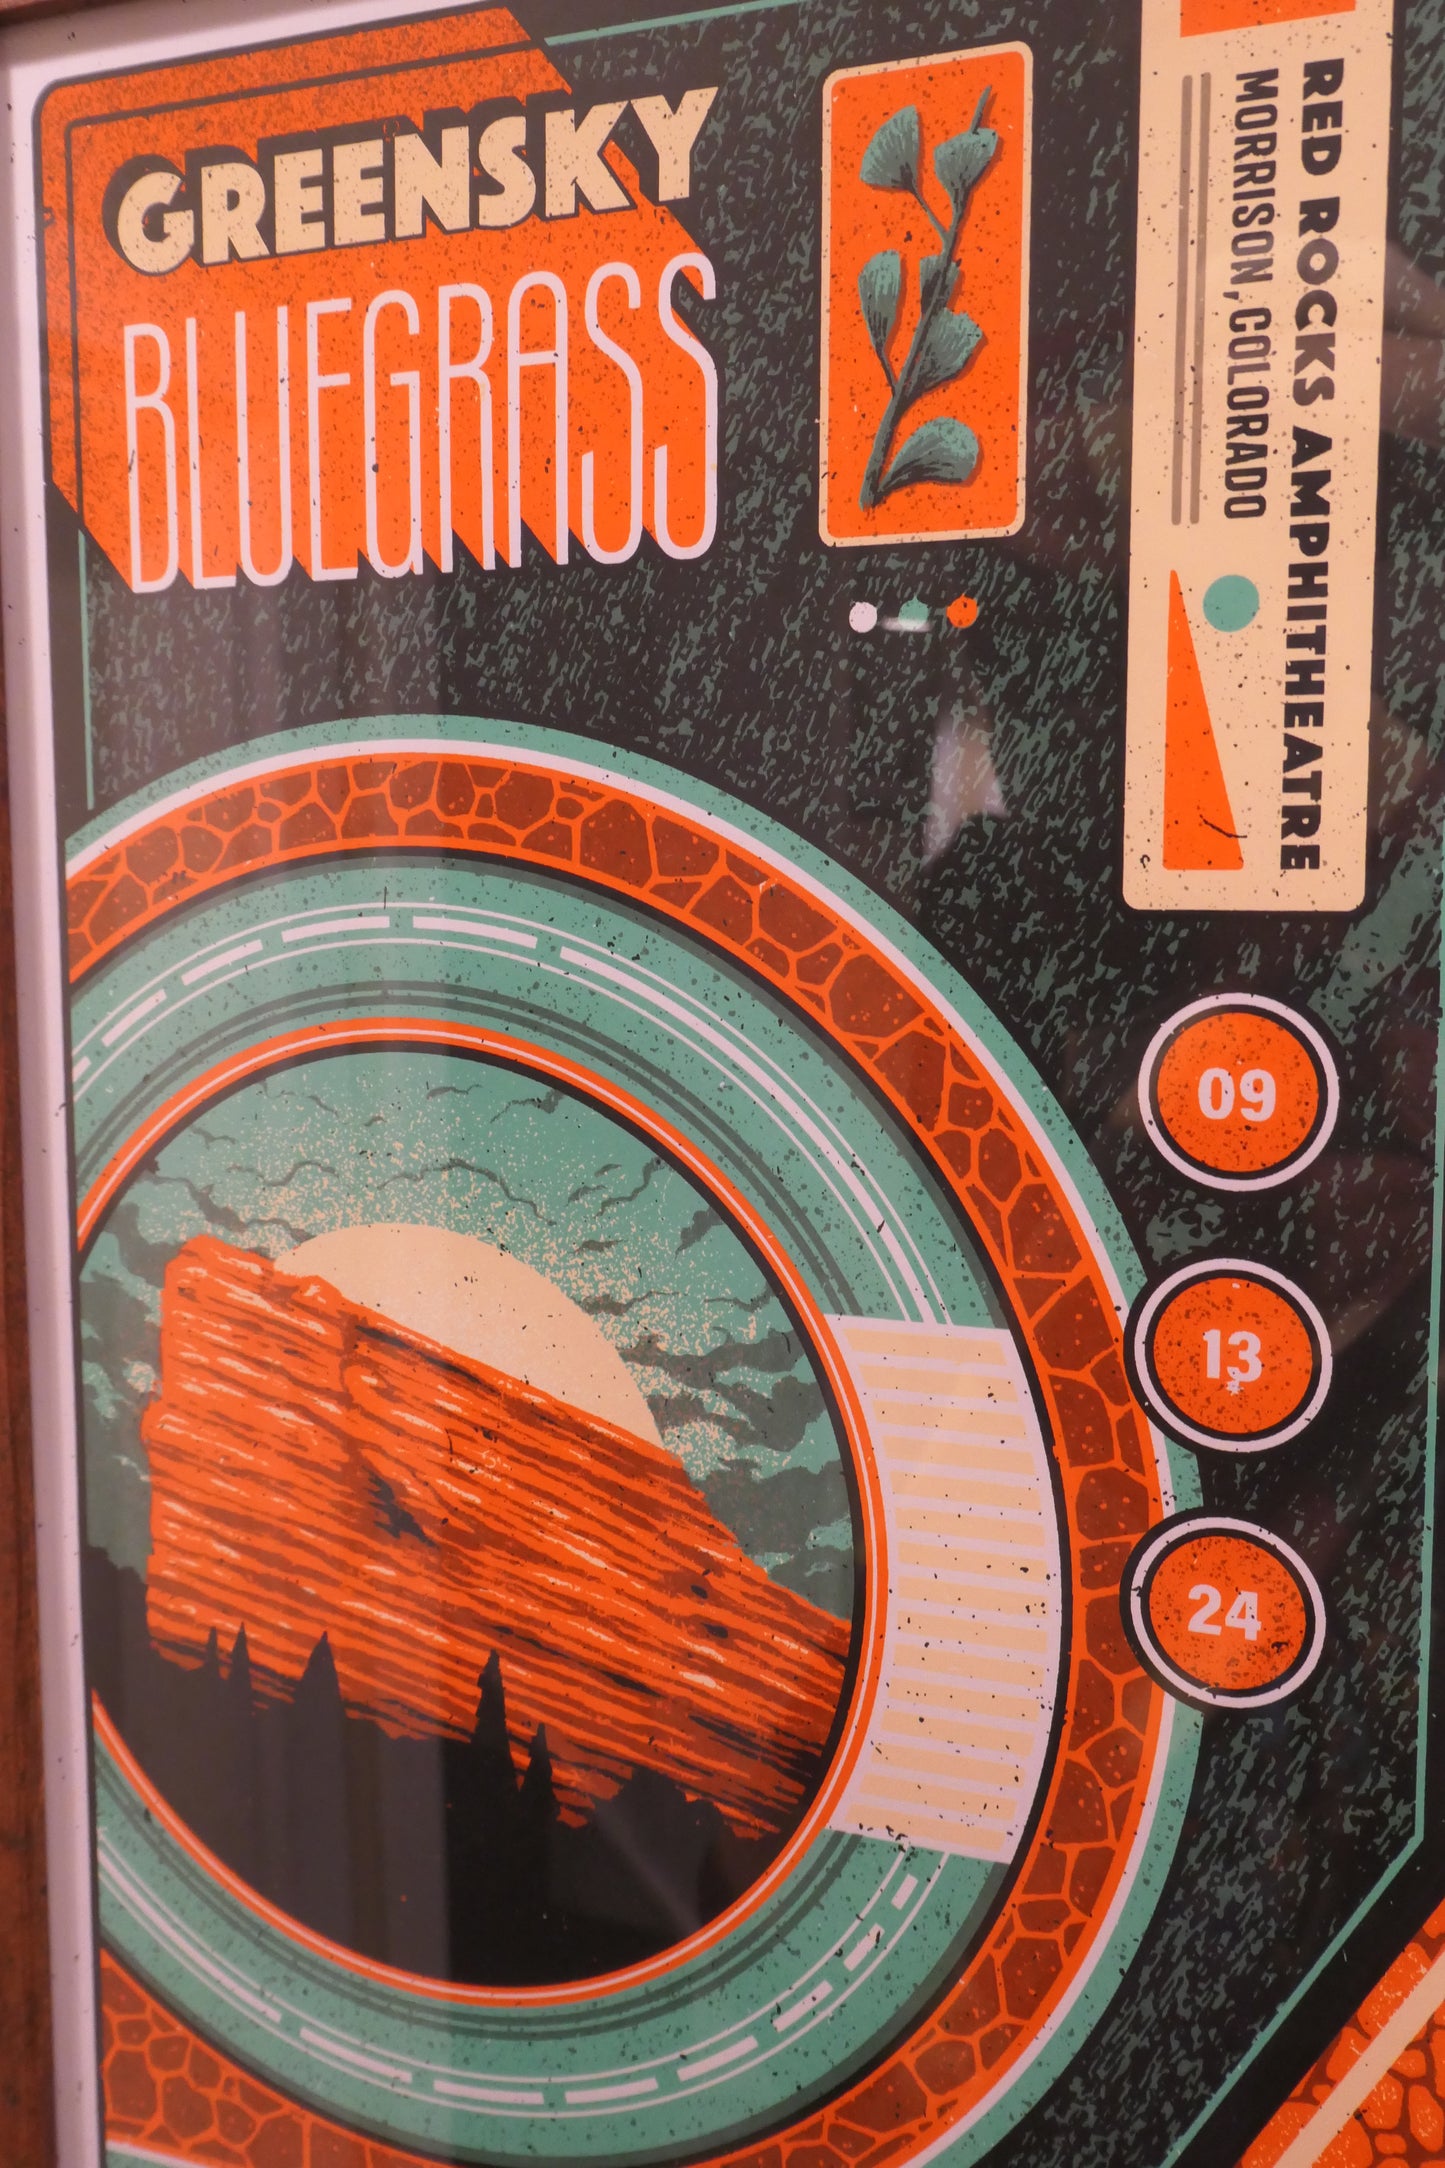 GREENSKY
BLUEGRASS
RED ROCKS AMPHITHEATRE
MORRISON, COLORADO
09
13
24